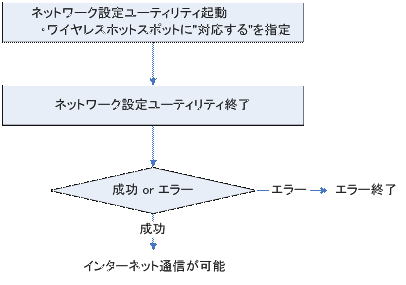 ネットワーク設定ユーティリティ起動
・ワイヤレスホットスポットに"対応する"を指定
ネットワーク設定ユーティリティ終了
成功 or エラー
エラー
エラー終了
成功
インターネット通信が可能